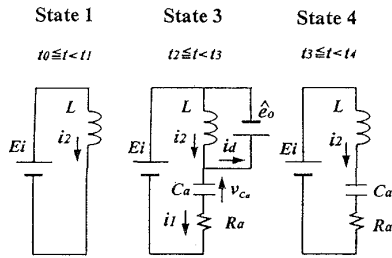 State 1 State 3 State 4
t0≦t<t1 t2≦t<t3 t3≦t<t4
L L êo L
Ei i2 Ei i2 id Ei i2
Ca vCa Ca
i1 Ra Ra